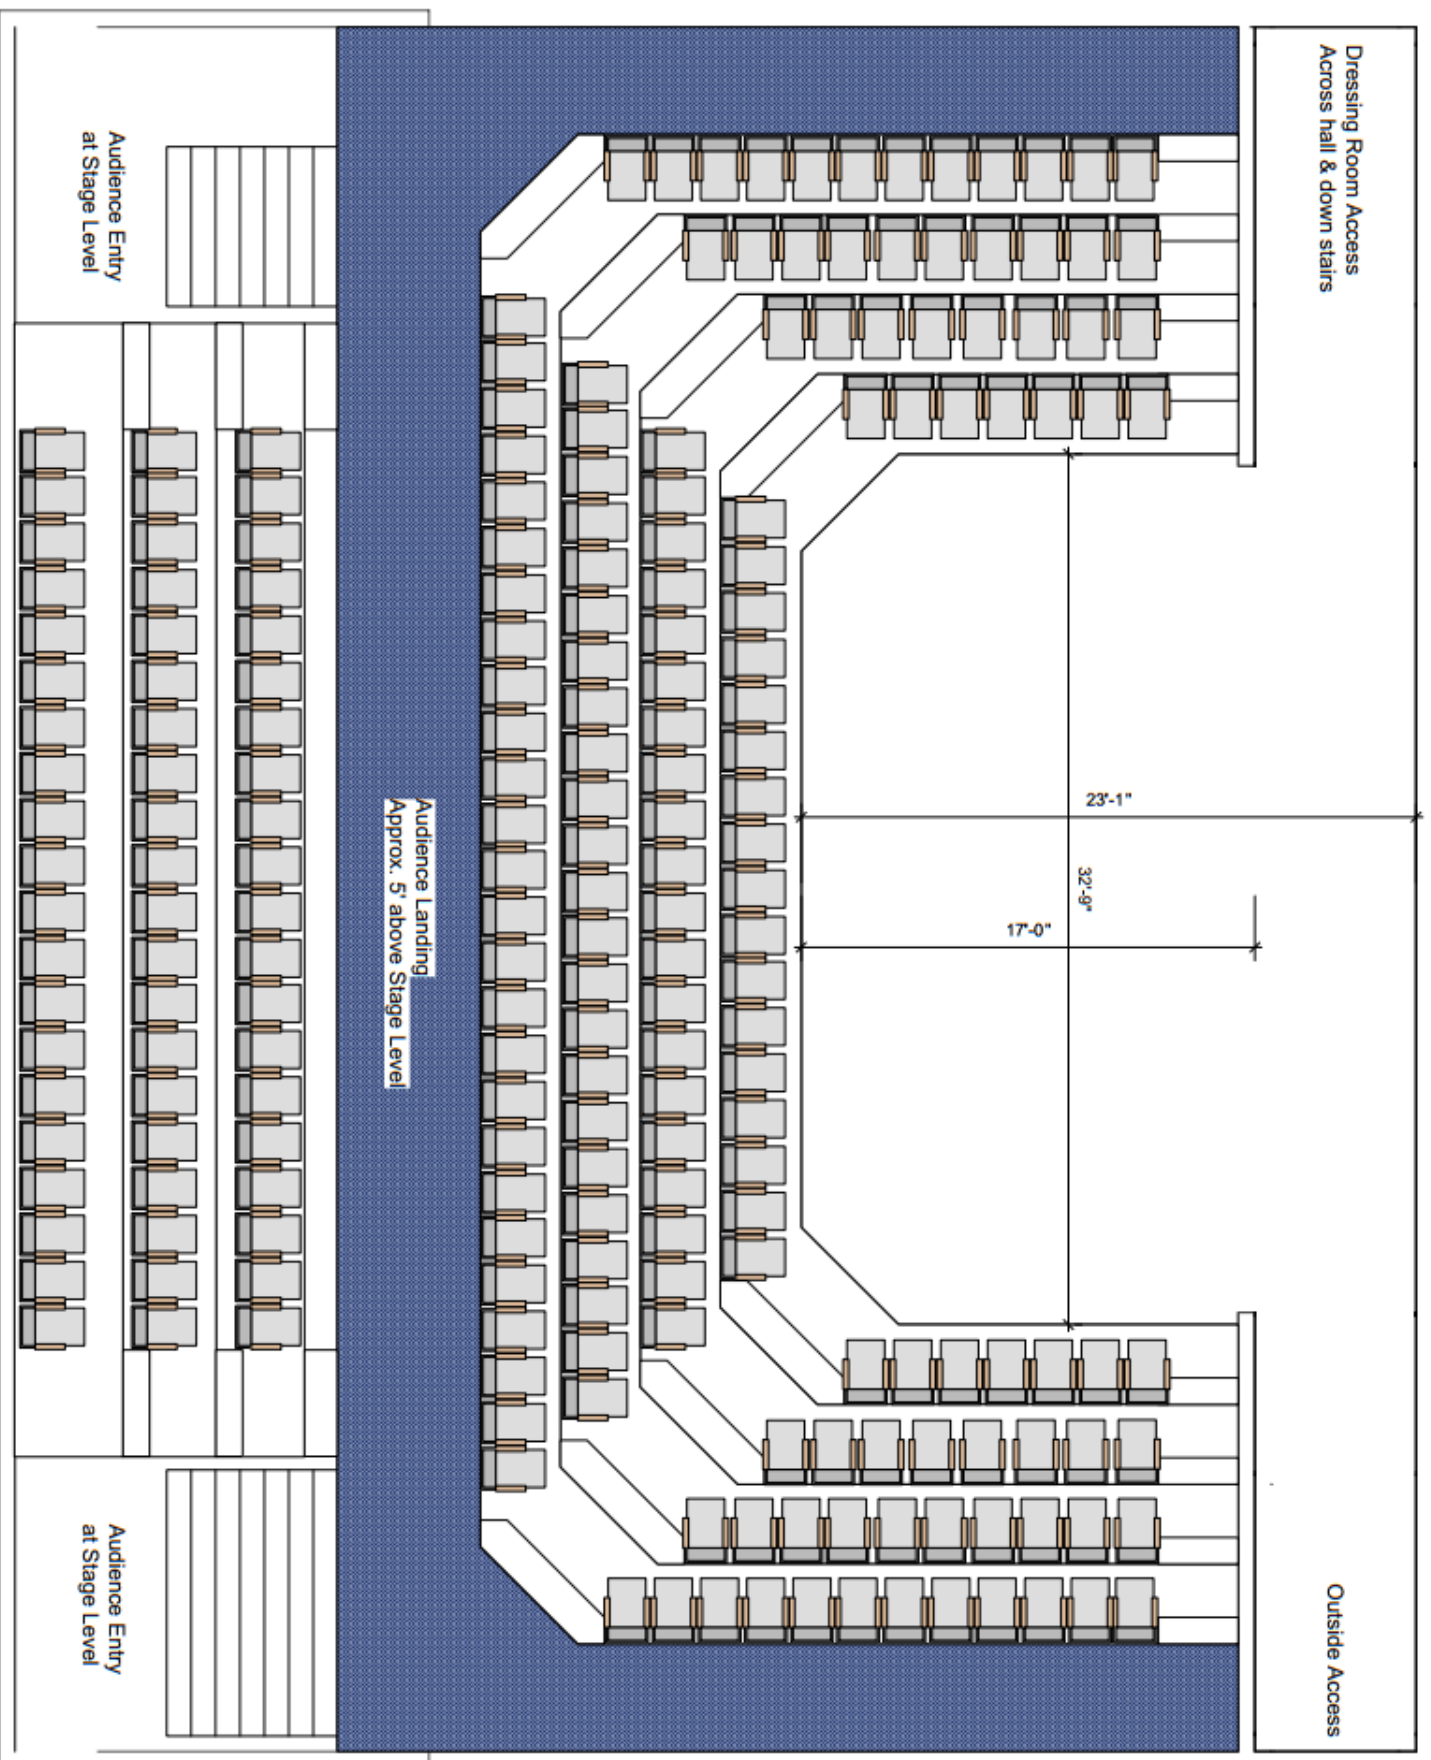 Dressing Room Access
Across hall & down stairs
Outside Access
23'-1"
32'-9"
17'-0"
Audience Landing
Approx. 5' above Stage Level
Audience Entry
at Stage Level
Audience Entry
at Stage Level